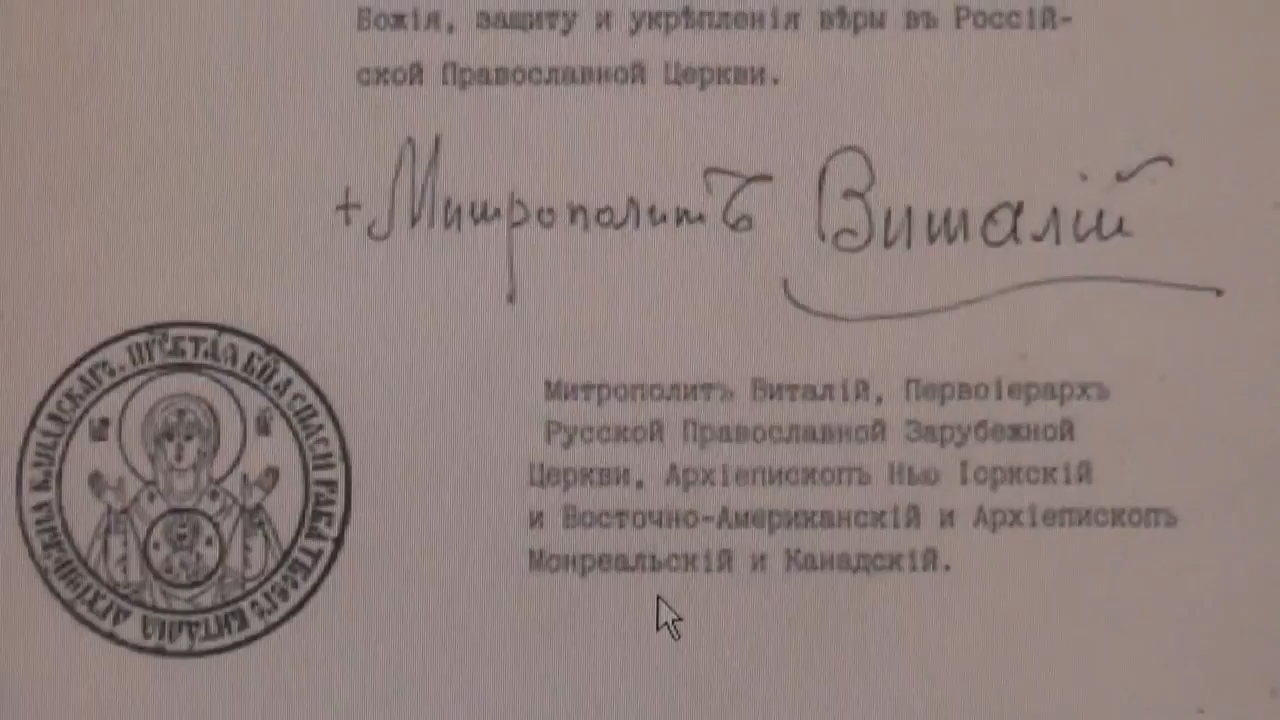 Божія, защиту и укрѣпленія вѣры въ Россій-
ской Православной Церкви.
+ Митрополитъ Виталій
Митрополитъ Виталій, Первоіерархъ
Русской Православной Зарубежной
Церкви, Архіепископъ Нью Іоркскій
и Восточно-Американскій и Архіепископъ
Монреальскій и Канадскій.